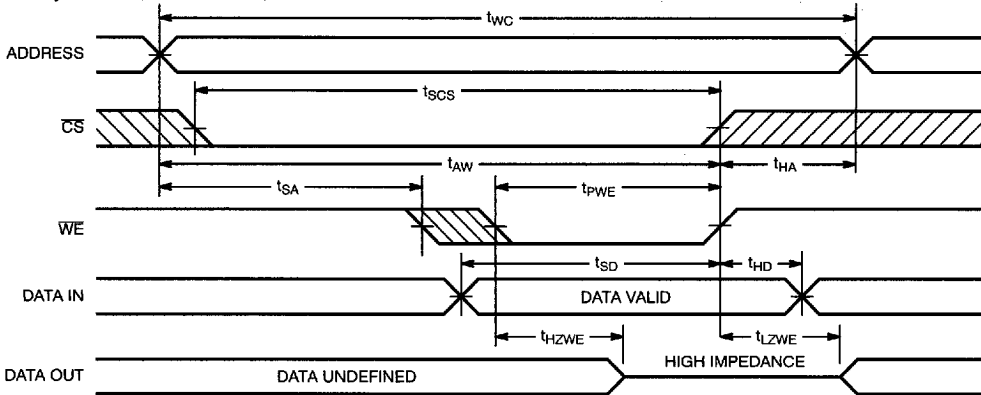 tWC
ADDRESS
tSCS
CS
tAW
tHA
tSA
tPWE
WE
tSD
tHD
DATA IN
DATA VALID
tHZWE
tLZWE
HIGH IMPEDANCE
DATA OUT
DATA UNDEFINED